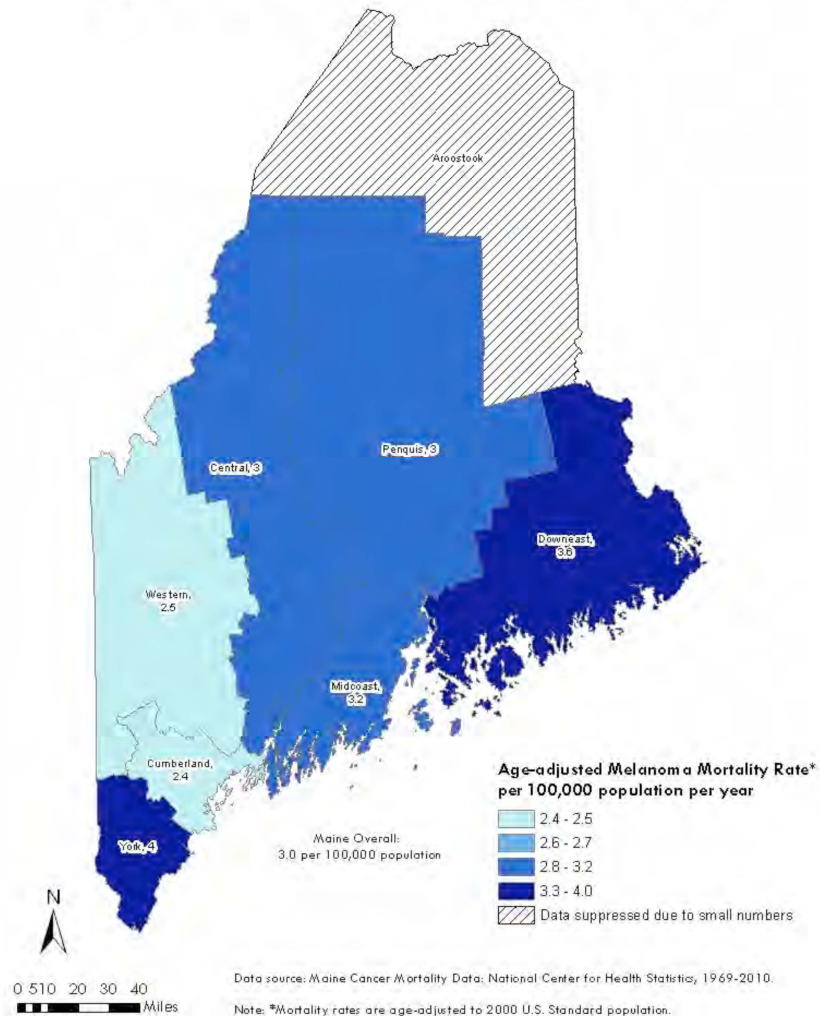 Aroostook
Central, 3
Penquis, 3
Downeast,
3.6
Western,
2.5
Midcoast,
3.2
Cumberland,
2.4
York, 4
Maine Overall:
3.0 per 100,000 population
Age-adjusted Melanoma Mortality Rate*
per 100,000 population per year
2.4 - 2.5
2.6 - 2.7
2.8 - 3.2
3.3 - 4.0
Data suppressed due to small numbers
N
0 510 20 30 40
Miles
Data source: Maine Cancer Mortality Data: National Center for Health Statistics, 1969-2010.
Note: *Mortality rates are age-adjusted to 2000 U.S. Standard population.